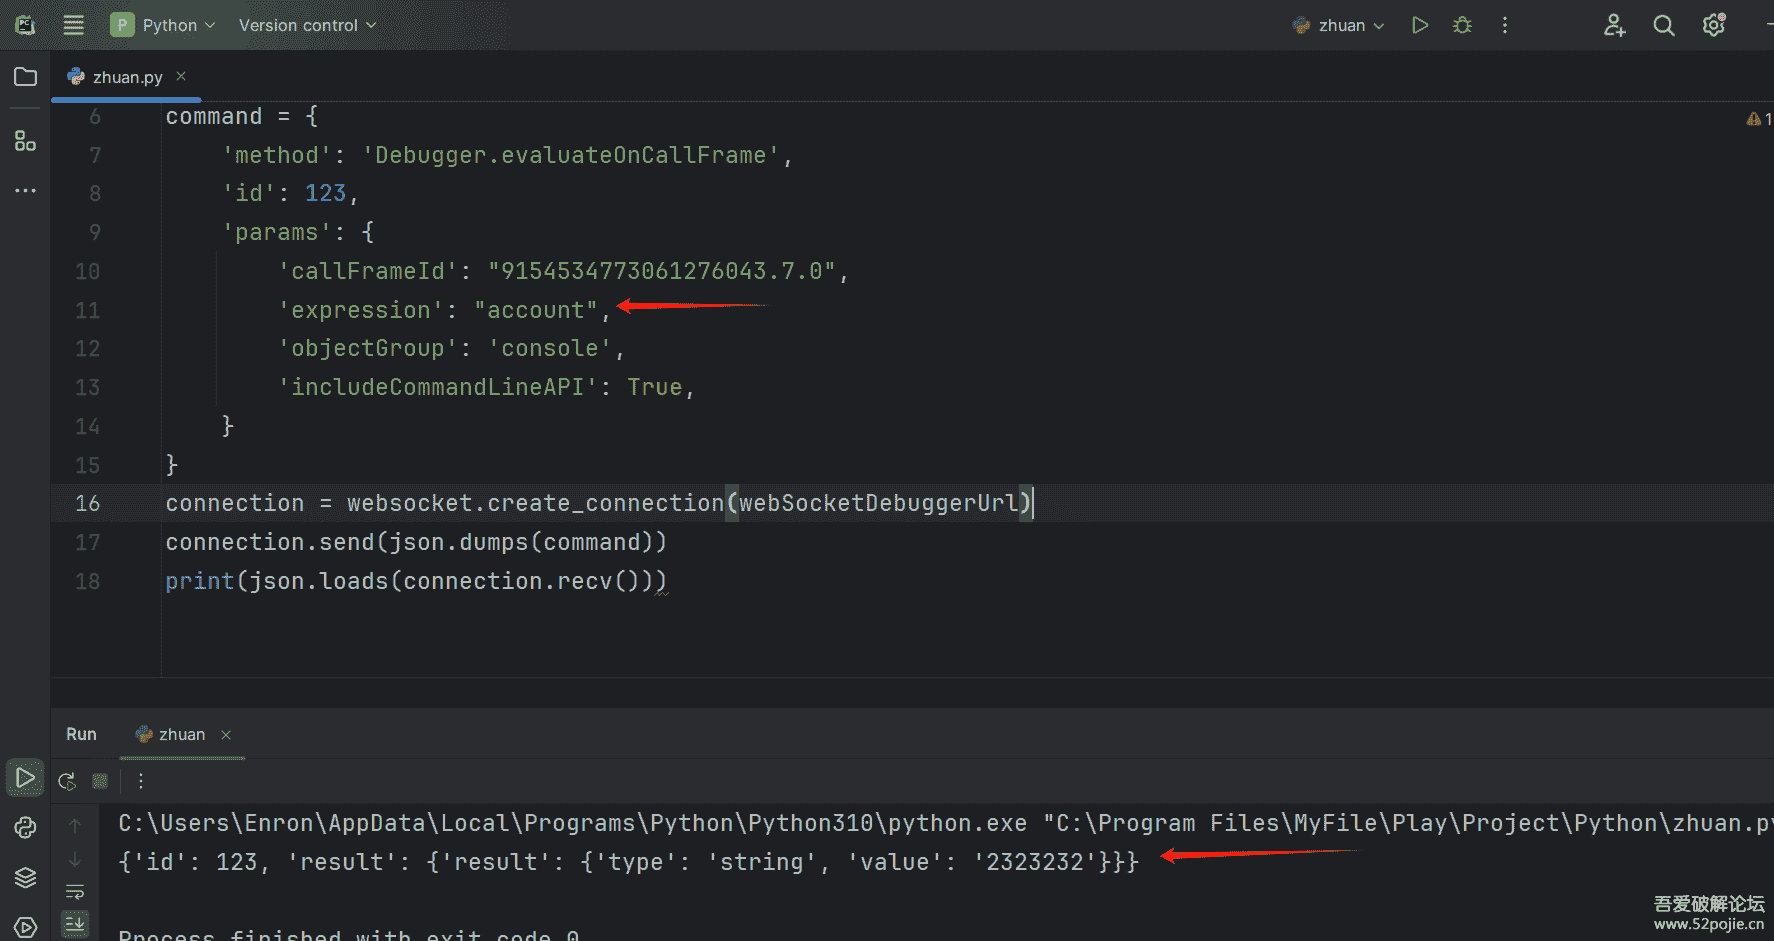 PC
P Python Version control zhuan
zhuan.py
6 command = {
1
7 'method': 'Debugger.evaluateOnCallFrame',
8 'id': 123,
9 'params': {
10 'callFrameId': "9154534773061276043.7.0",
11 'expression': "account",
12 'objectGroup': 'console',
13 'includeCommandLineAPI': True,
14 }
15 }
16 connection = websocket.create_connection(webSocketDebuggerUrl)
17 connection.send(json.dumps(command))
18 print(json.loads(connection.recv()))
Run zhuan
C:\Users\Enron\AppData\Local\Programs\Python\Python310\python.exe "C:\Program Files\MyFile\Play\Project\Python\zhuan.py
{'id': 123, 'result': {'result': {'type': 'string', 'value': '2323232'}}}
Process finished with exit code 0
吾爱破解论坛
www.52pojie.cn